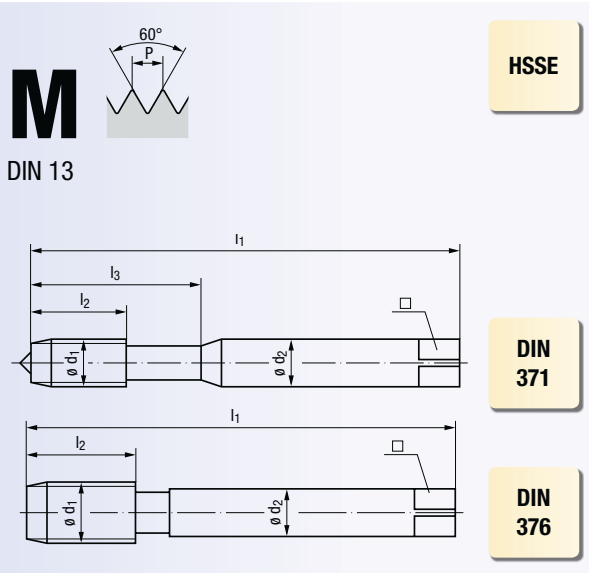 60°
P
HSSE
M
DIN 13
l1
l3
l2
□
ø d1
ø d2
DIN
371
l1
l2
□
ø d1
ø d2
DIN
376